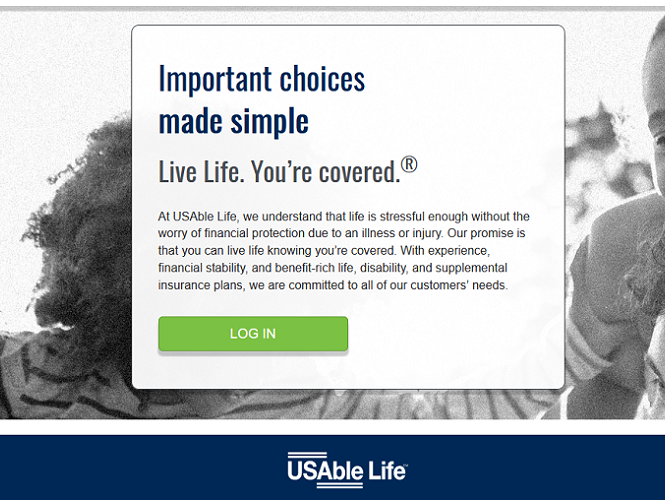 Important choices
made simple
Live Life. You’re covered.®
At USAble Life, we understand that life is stressful enough without the
worry of financial protection due to an illness or injury. Our promise is
that you can live life knowing you’re covered. With experience,
financial stability, and benefit-rich life, disability, and supplemental
insurance plans, we are committed to all of our customers’ needs.
LOG IN
USAble Life